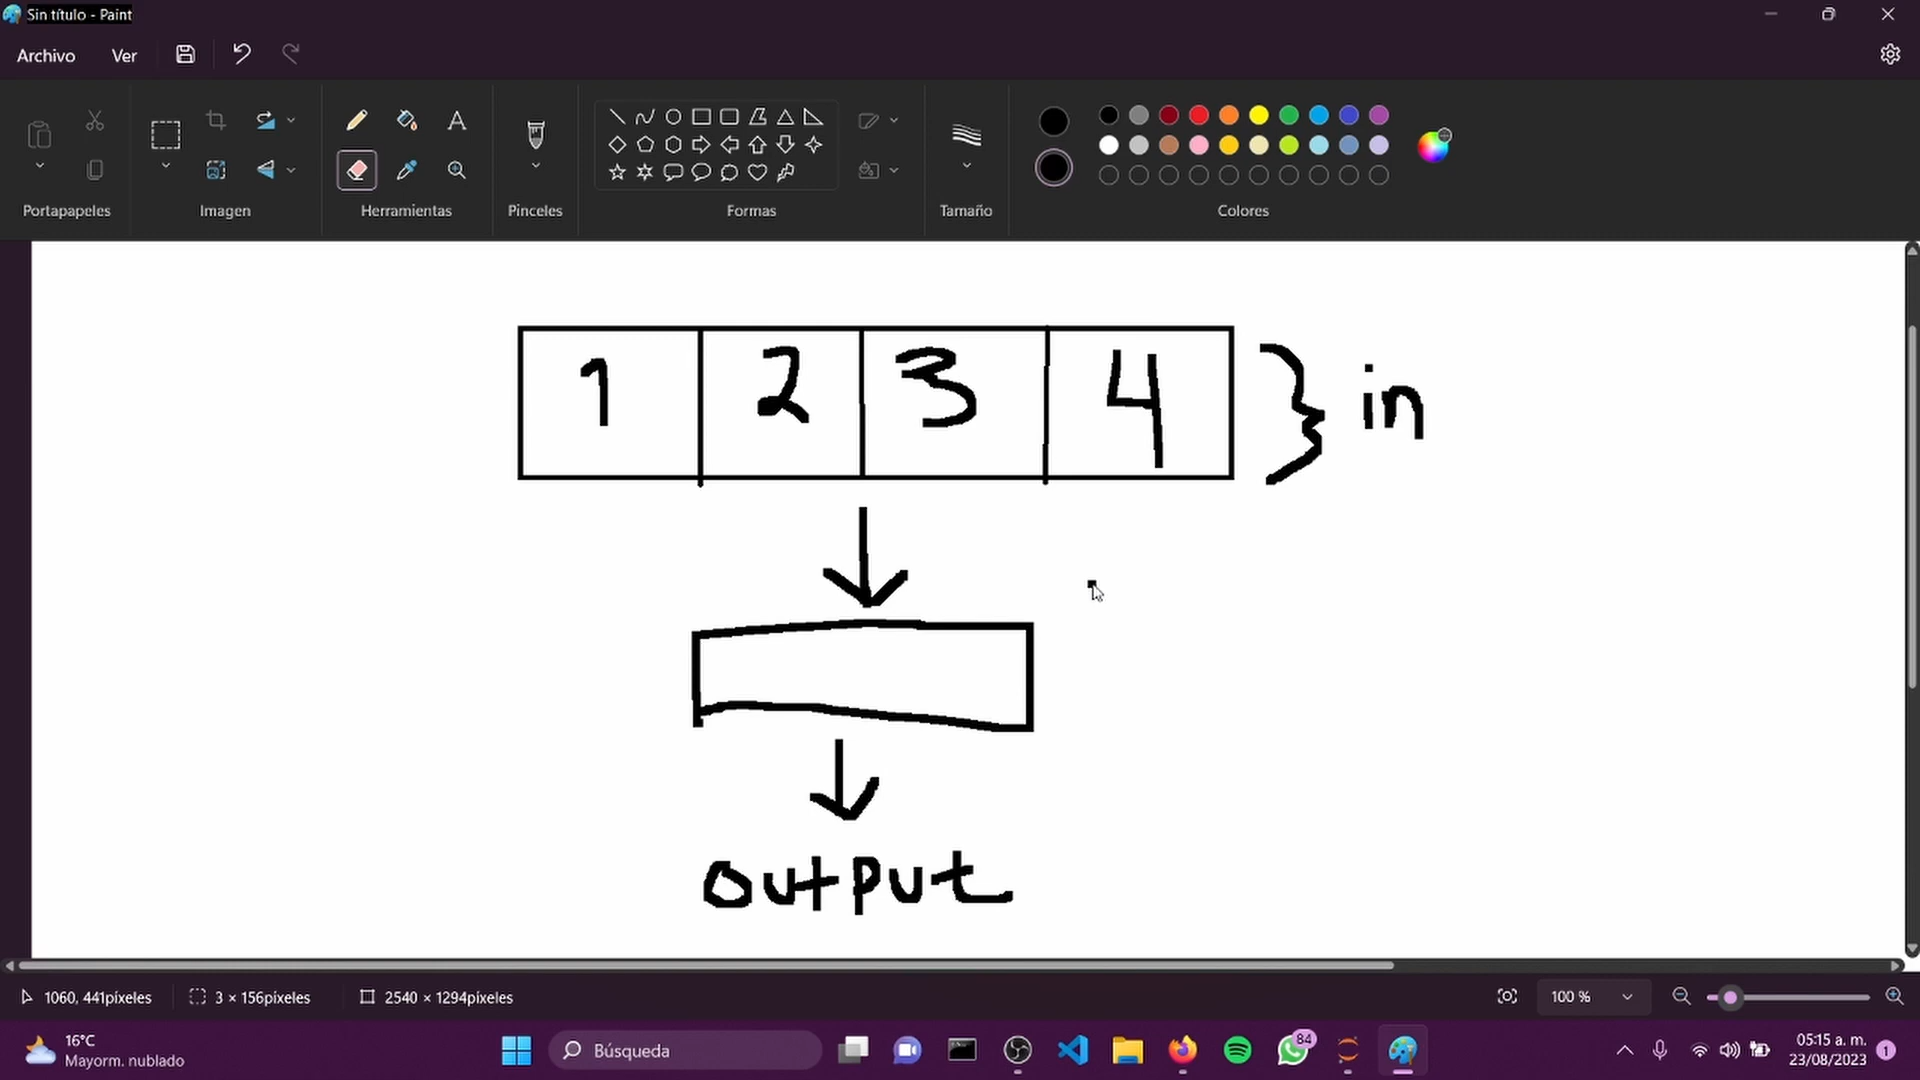 Sin título - Paint
Archivo Ver
Portapapeles Imagen Herramientas Pinceles Formas Tamaño Colores
1 2 3 4 } in
output
1060, 441píxeles 3 × 156píxeles 2540 × 1294píxeles 100 %
16°C
Mayorm. nublado
Búsqueda
84
05:15 a. m.
23/08/2023
1